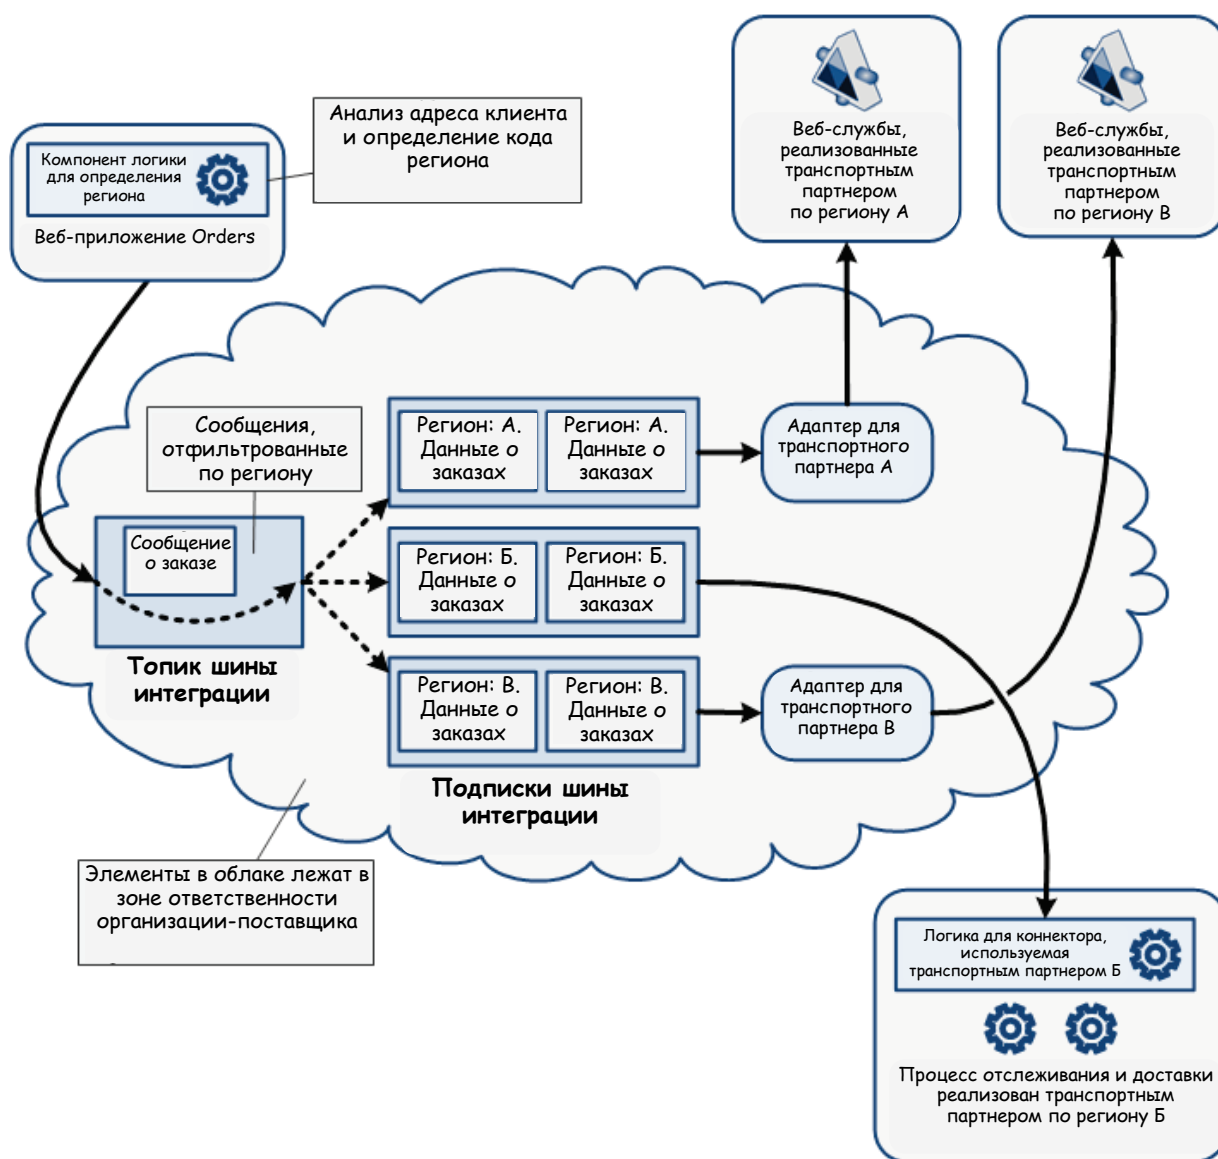 Анализ адреса клиента
и определение кода
региона
Компонент логики
для определения
региона
Веб-приложение Orders
Веб-службы,
реализованные
транспортным
партнером
по региону А
Веб-службы,
реализованные
транспортным
партнером
по региону В
Сообщения,
отфильтрованные
по региону
Сообщение
о заказе
Топик шины
интеграции
Регион: А.
Данные о
заказах
Регион: А.
Данные о
заказах
Регион: Б.
Данные о
заказах
Регион: Б.
Данные о
заказах
Регион: В.
Данные о
заказах
Регион: В.
Данные о
заказах
Подписки шины
интеграции
Адаптер для
транспортного
партнера А
Адаптер для
транспортного
партнера В
Элементы в облаке лежат в
зоне ответственности
организации-поставщика
Логика для коннектора,
используемая
транспортным партнером Б
Процесс отслеживания и доставки
реализован транспортным
партнером по региону Б